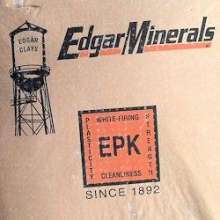 EDGAR
CLAYS
EdgarMinerals
WHITE-FIRING
PLASTICITY
EPK
STRENGTH
CLEANLINESS
SINCE 1892